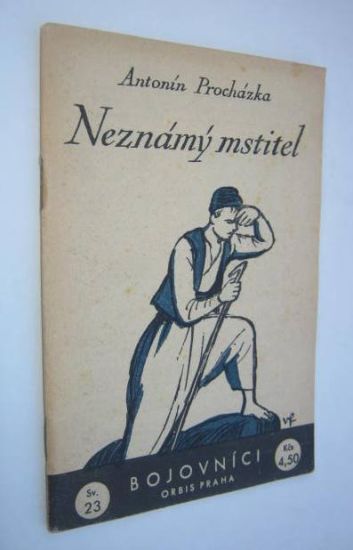 Antonín Procházka
Neznámý mstitel
Sv.
23
BOJOVNÍCI
ORBIS PRAHA
Kčs
4,50